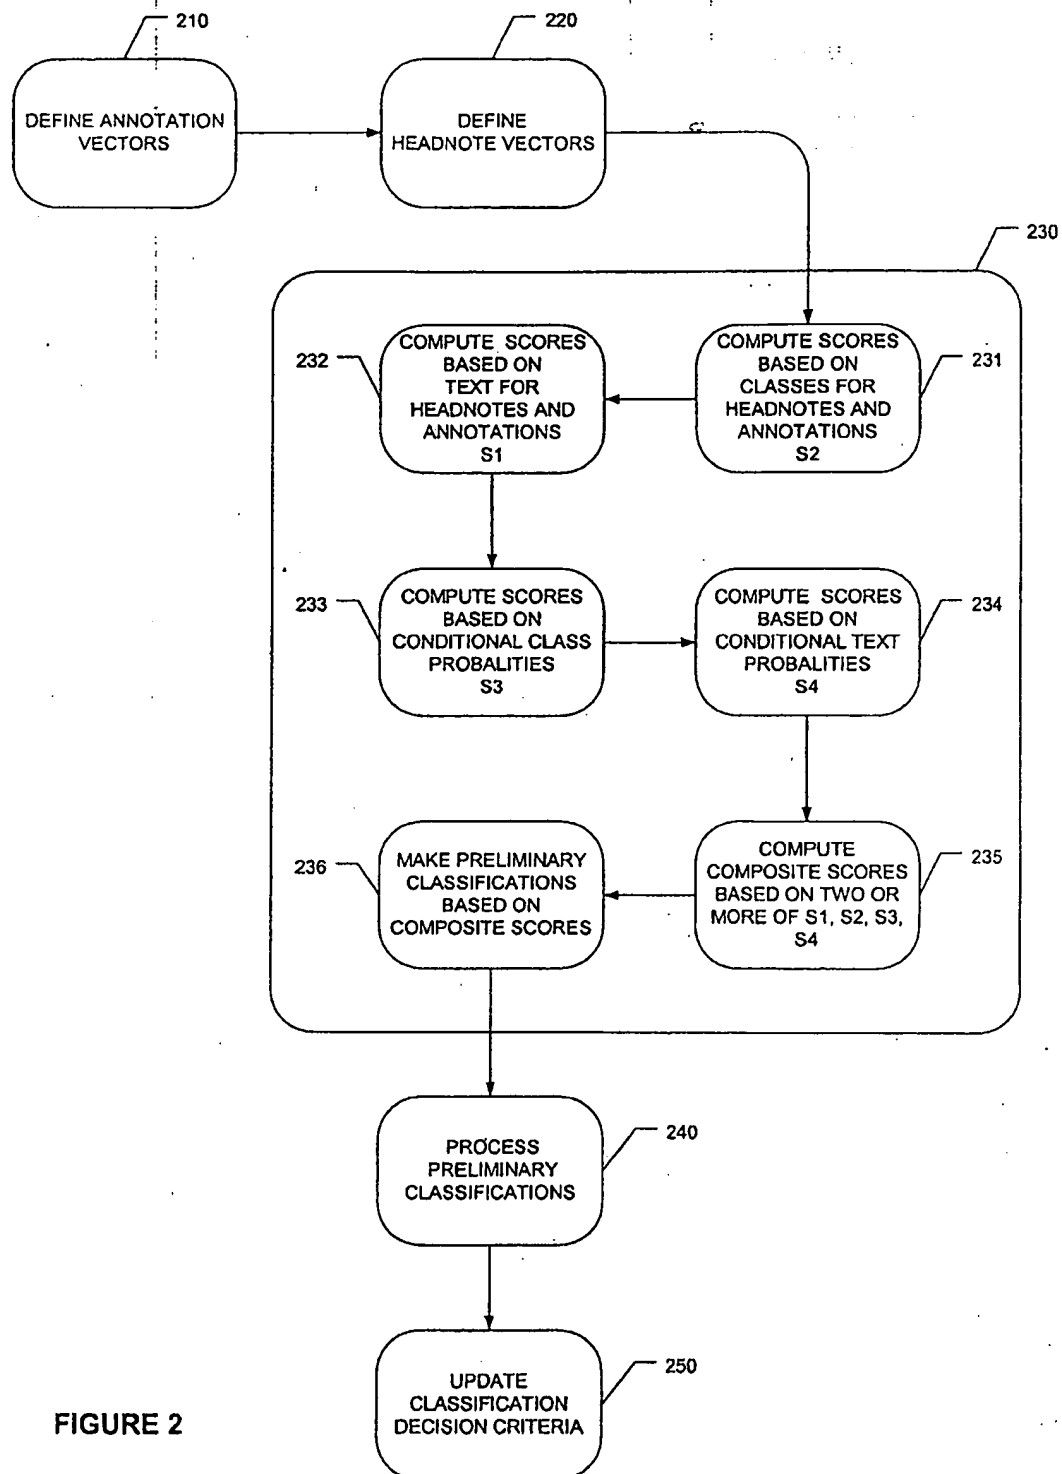 210
DEFINE ANNOTATION
VECTORS
220
DEFINE
HEADNOTE VECTORS
230
231
COMPUTE SCORES
BASED ON
CLASSES FOR
HEADNOTES AND
ANNOTATIONS
S2
232
COMPUTE SCORES
BASED ON
TEXT FOR
HEADNOTES AND
ANNOTATIONS
S1
233
COMPUTE SCORES
BASED ON
CONDITIONAL CLASS
PROBALITIES
S3
234
COMPUTE SCORES
BASED ON
CONDITIONAL TEXT
PROBALITIES
S4
235
COMPUTE
COMPOSITE SCORES
BASED ON TWO OR
MORE OF S1, S2, S3,
S4
236
MAKE PRELIMINARY
CLASSIFICATIONS
BASED ON
COMPOSITE SCORES
240
PROCESS
PRELIMINARY
CLASSIFICATIONS
250
UPDATE
CLASSIFICATION
DECISION CRITERIA
FIGURE 2